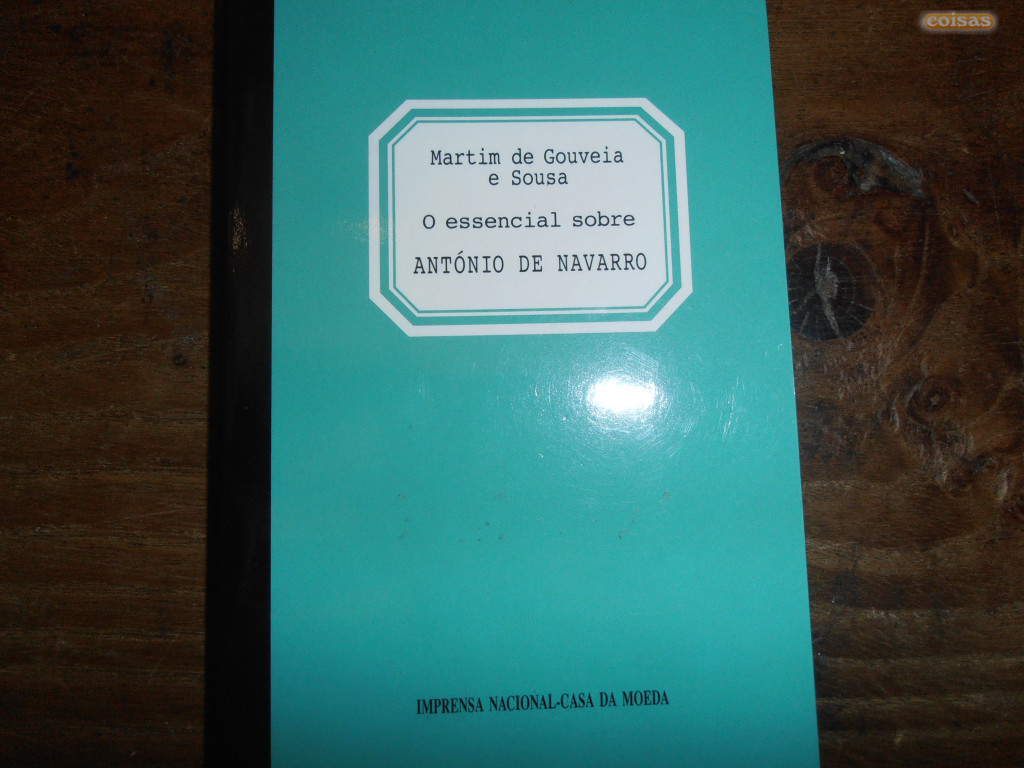 coisas
Martim de Gouveia
e Sousa
O essencial sobre
ANTÓNIO DE NAVARRO
IMPRENSA NACIONAL-CASA DA MOEDA